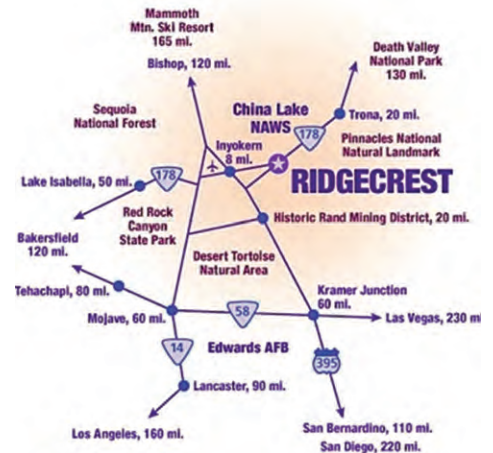 Mammoth
Mtn. Ski Resort
165 mi.
Bishop, 120 mi.
Death Valley
National Park
130 mi.
Sequoia
National Forest
China Lake
NAWS
Trona, 20 mi.
178
Pinnacles National
Natural Landmark
Inyokern
8 mi.
178
Lake Isabella, 50 mi.
RIDGECREST
Red Rock
Canyon
State Park
Historic Rand Mining District, 20 mi.
Bakersfield
120 mi.
Desert Tortoise
Natural Area
Tehachapi, 80 mi.
Kramer Junction
60 mi.
Mojave, 60 mi.
58
Las Vegas, 230 mi.
14
Edwards AFB
395
Lancaster, 90 mi.
Los Angeles, 160 mi.
San Bernardino, 110 mi.
San Diego, 220 mi.